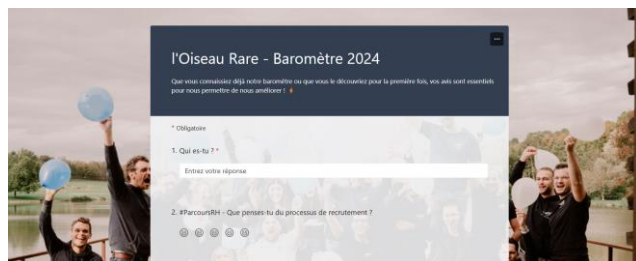 l'Oiseau Rare - Baromètre 2024
Que vous connaissiez déjà notre baromètre ou que vous le découvriez pour la première fois, vos avis sont essentiels
pour nous permettre de nous améliorer !
* Obligatoire
1. Qui es-tu ? *
Entrez votre réponse
2. #ParcoursRH - Que penses-tu du processus de recrutement ?